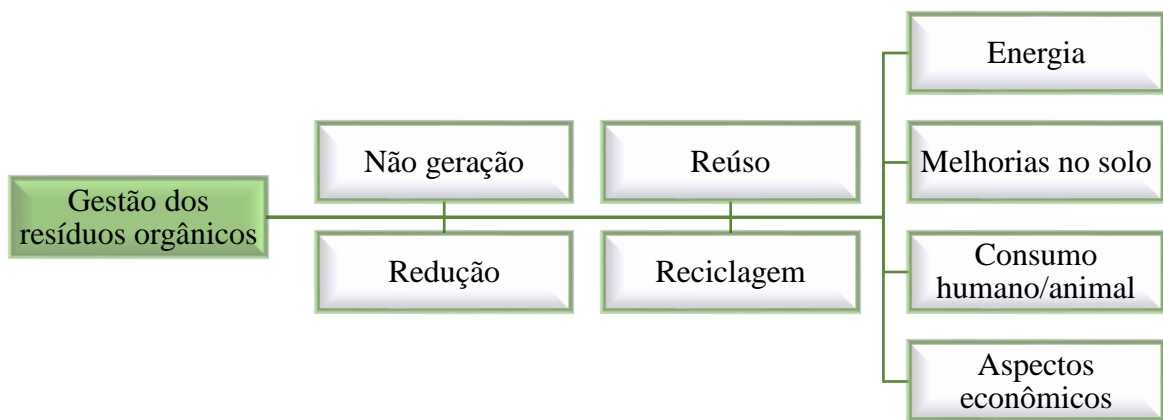 Gestão dos
resíduos orgânicos
Não geração
Redução
Reúso
Reciclagem
Energia
Melhorias no solo
Consumo
humano/animal
Aspectos
econômicos